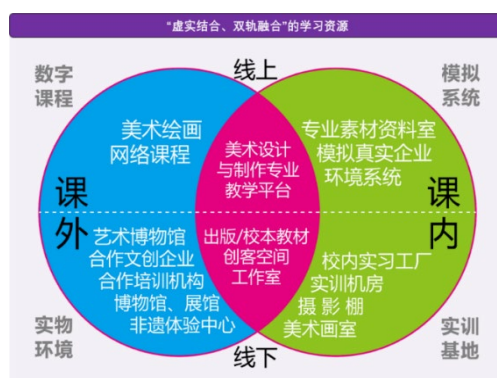 “虚实结合、双轨融合”的学习资源
数字
课程
线上
模拟
系统
美术绘画
网络课程
美术设计
与制作专业
教学平台
专业素材资料室
模拟真实企业
环境系统
课
外
课
内
艺术博物馆
合作文创企业
合作培训机构
博物馆、展馆
非遗体验中心
出版/校本教材
创客空间
工作室
校内实习工厂
实训机房
摄影棚
美术画室
实物
环境
线下
实训
基地